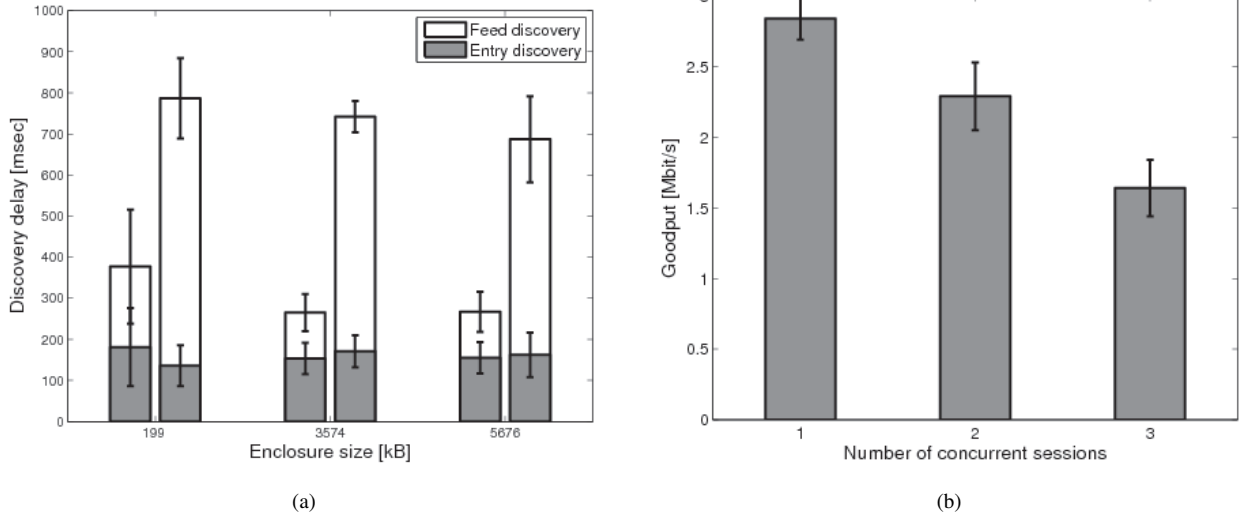 1000
900
800
700
600
500
400
300
200
100
0
Discovery delay [msec]
Feed discovery
Entry discovery
199 3574 5676
Enclosure size [kB]
(a)
3
2.5
2
1.5
1
0.5
0
Goodput [Mbit/s]
1 2 3
Number of concurrent sessions
(b)